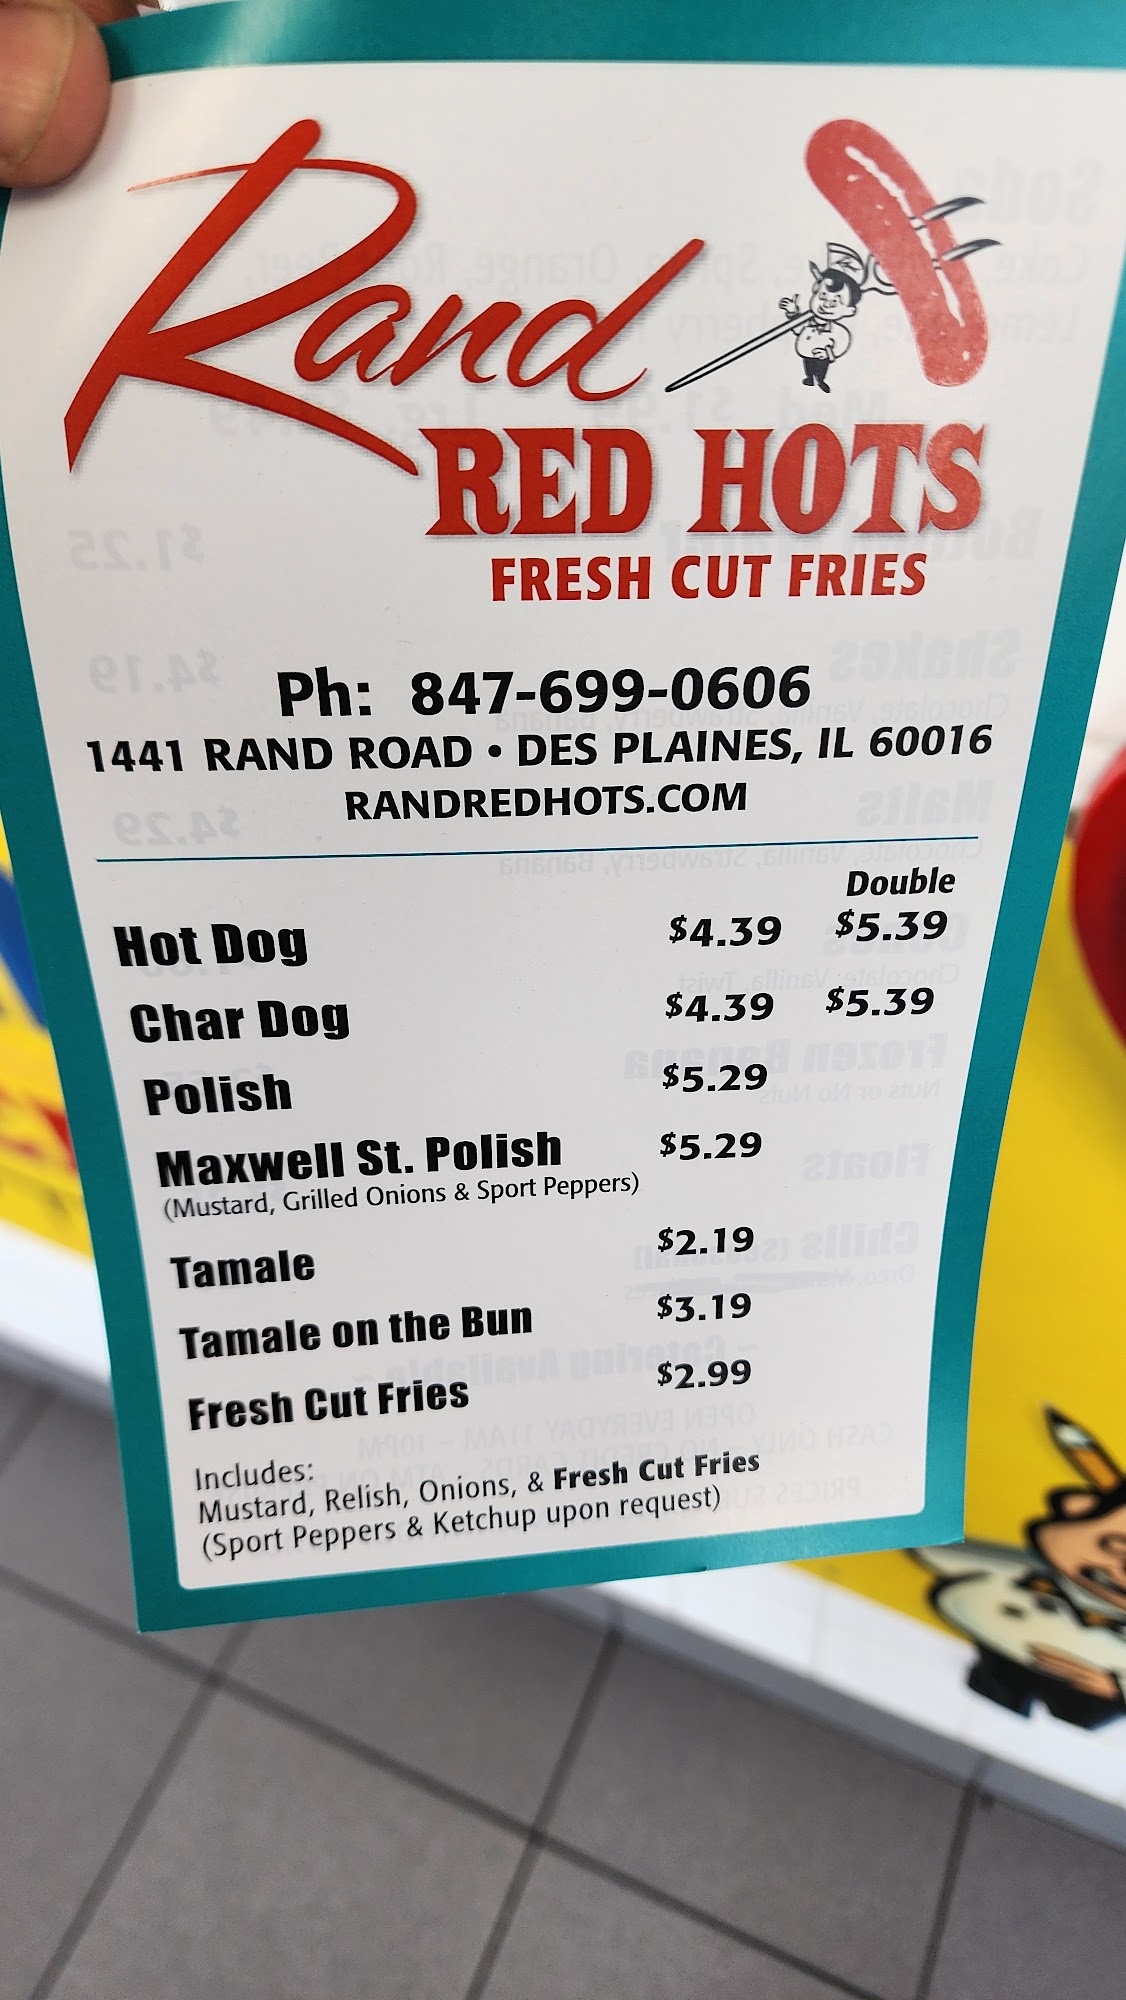 Rand
RED HOTS
FRESH CUT FRIES
Ph: 847-699-0606
1441 RAND ROAD • DES PLAINES, IL 60016
RANDREDHOTS.COM
Double
Hot Dog $4.39 $5.39
Char Dog $4.39 $5.39
Polish $5.29
Maxwell St. Polish $5.29
(Mustard, Grilled Onions & Sport Peppers)
Tamale $2.19
Tamale on the Bun $3.19
Fresh Cut Fries $2.99
Includes:
Mustard, Relish, Onions, & Fresh Cut Fries
(Sport Peppers & Ketchup upon request)